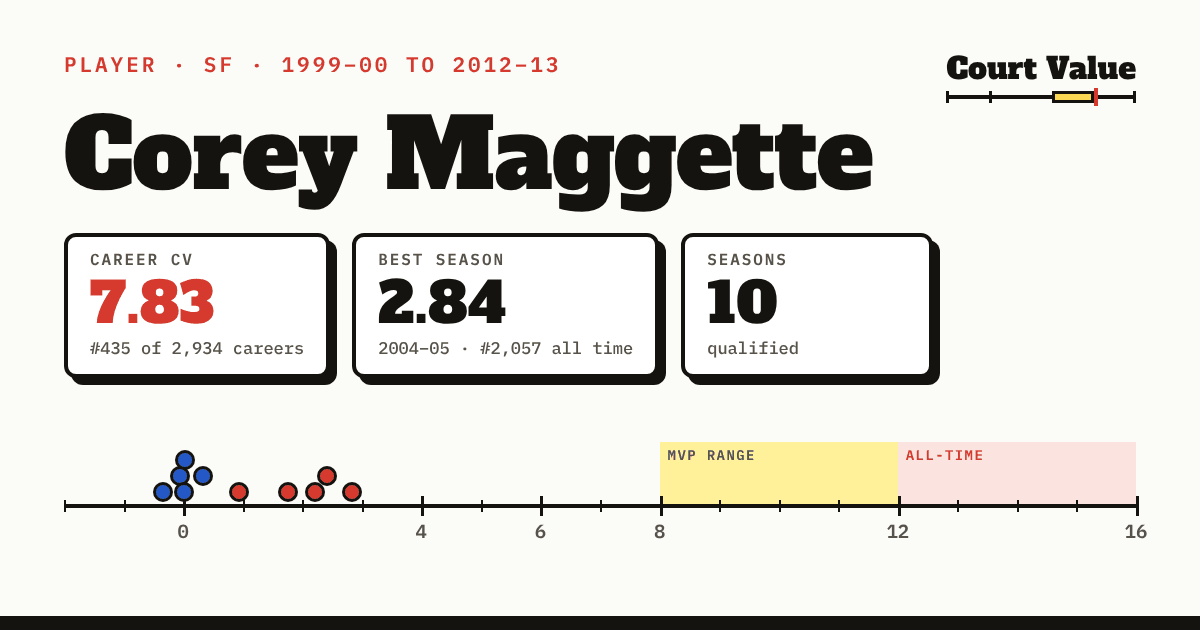 PLAYER · SF · 1999–00 TO 2012–13
Court Value
Corey Maggette
CAREER CV
7.83
#435 of 2,934 careers
BEST SEASON
2.84
2004–05 · #2,057 all time
SEASONS
10
qualified
MVP RANGE
ALL-TIME
0
4
6
8
12
16